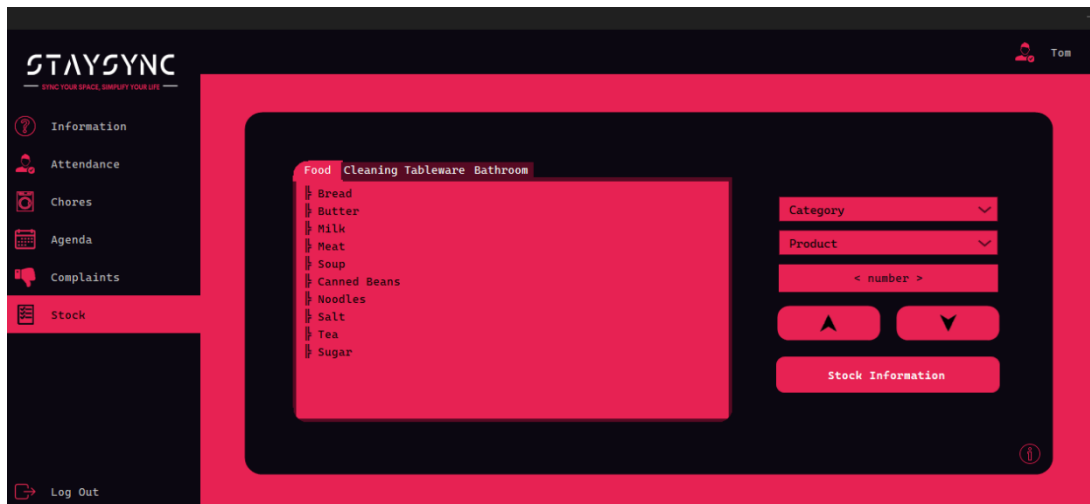 STAYSYNC
SYNC YOUR SPACE, SIMPLIFY YOUR LIFE
Tom
Information
Attendance
Chores
Agenda
Complaints
Stock
Log Out
Food Cleaning Tableware Bathroom
Bread
Butter
Milk
Meat
Soup
Canned Beans
Noodles
Salt
Tea
Sugar
Category
Product
< number >
Stock Information